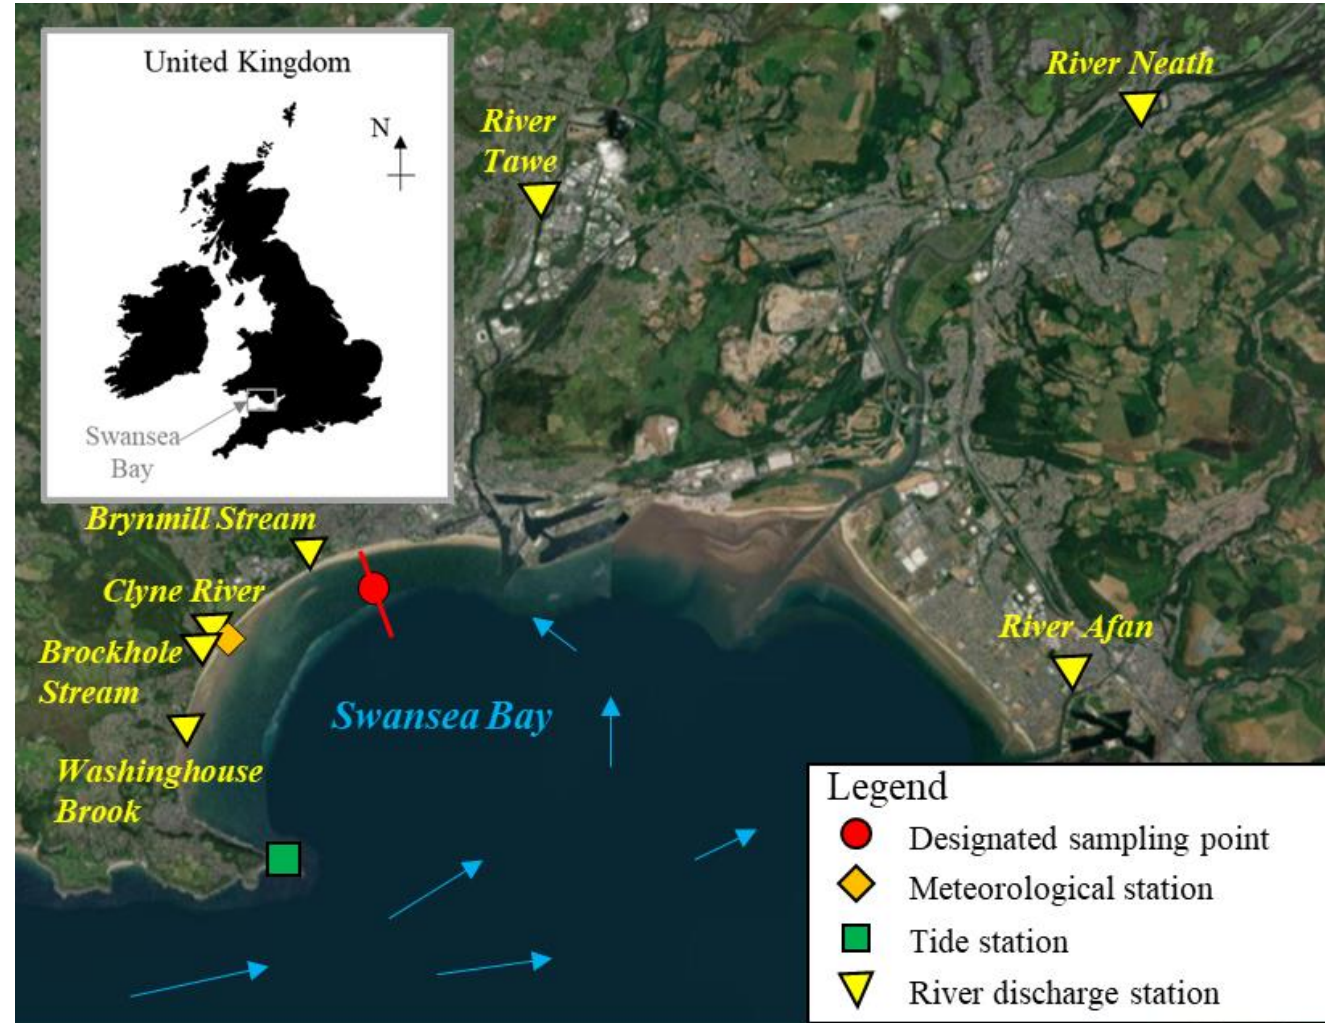 United Kingdom
N
Swansea
Bay
River
Tawe
River Neath
Brynmill Stream
Clyne River
Brockhole
Stream
Washinghouse
Brook
Swansea Bay
River Afan
Legend
Designated sampling point
Meteorological station
Tide station
River discharge station